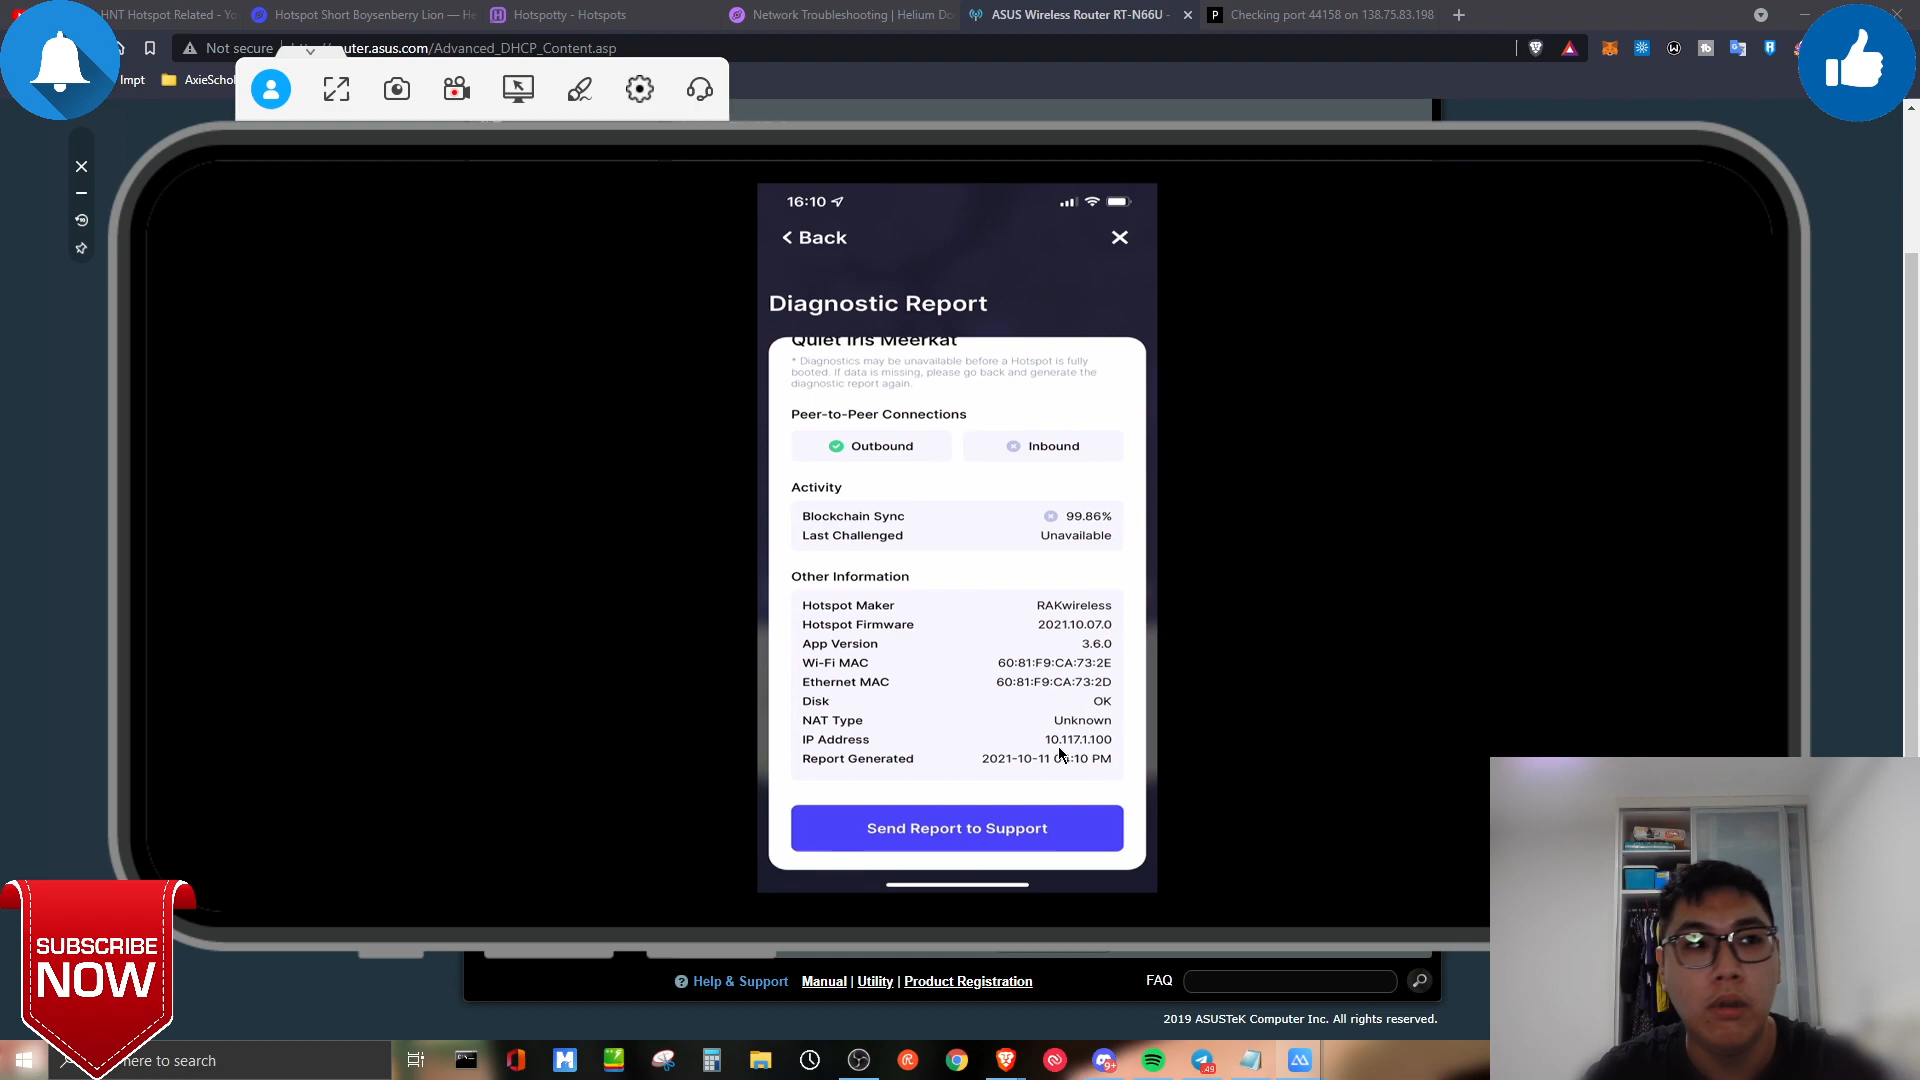 HNT Hotspot Related - Yo
Hotspot Short Boysenberry Lion — He
Hotspotty - Hotspots
Network Troubleshooting | Helium Do
ASUS Wireless Router RT-N66U -
Checking port 44158 on 138.75.83.198
Not secure
router.asus.com/Advanced_DHCP_Content.asp
Impt
AxieSchol
16:10
Back
Diagnostic Report
Quiet Iris Meerkat
* Diagnostics may be unavailable before a Hotspot is fully
booted. If data is missing, please go back and generate the
diagnostic report again.
Peer-to-Peer Connections
Outbound
Inbound
Activity
Blockchain Sync 99.86%
Last Challenged Unavailable
Other Information
Hotspot Maker RAKwireless
Hotspot Firmware 2021.10.07.0
App Version 3.6.0
Wi-Fi MAC 60:81:F9:CA:73:2E
Ethernet MAC 60:81:F9:CA:73:2D
Disk OK
NAT Type Unknown
IP Address 10.117.1.100
Report Generated 2021-10-11 04:10 PM
Send Report to Support
SUBSCRIBE
NOW
Help & Support Manual | Utility | Product Registration FAQ
2019 ASUSTeK Computer Inc. All rights reserved.
here to search